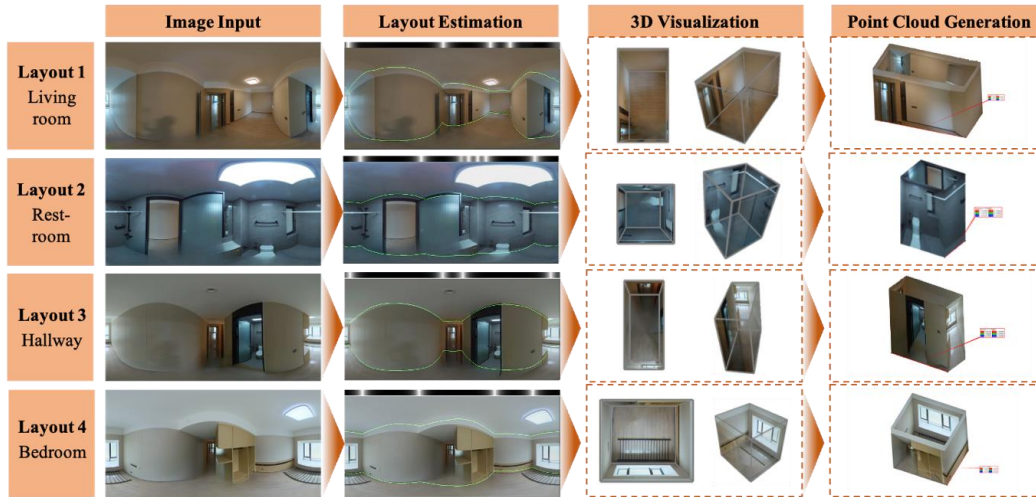 Image Input
Layout Estimation
3D Visualization
Point Cloud Generation
Layout 1
Living
room
Layout 2
Rest-
room
Layout 3
Hallway
Layout 4
Bedroom